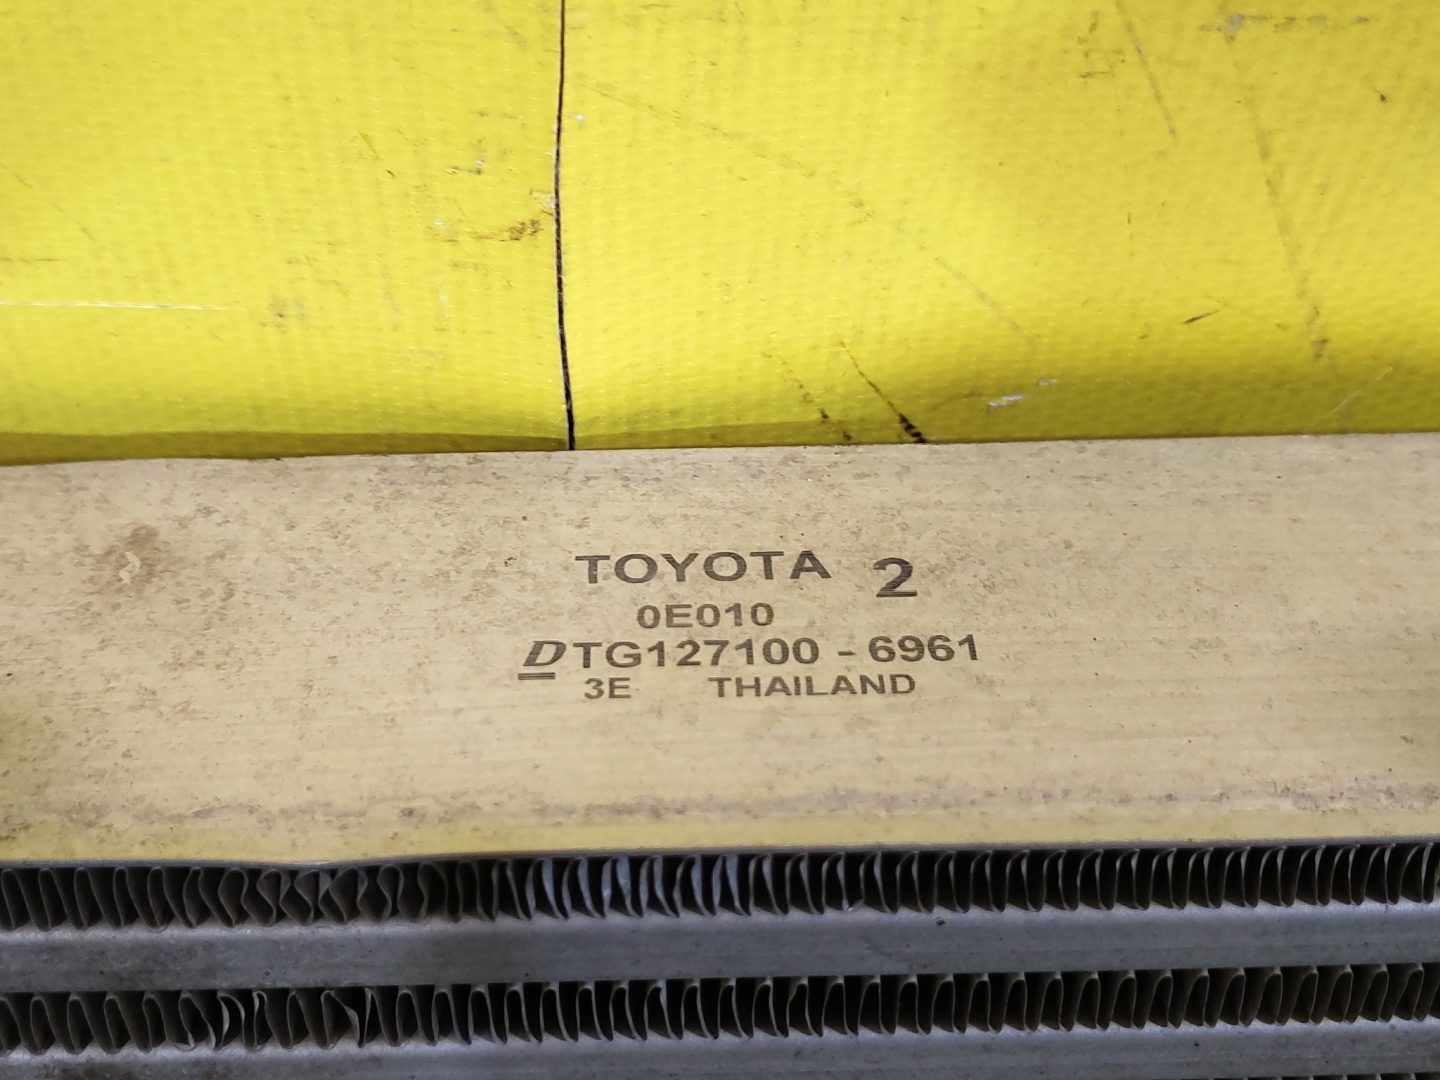 TOYOTA 2
0E010
DTG127100-6961
3E THAILAND